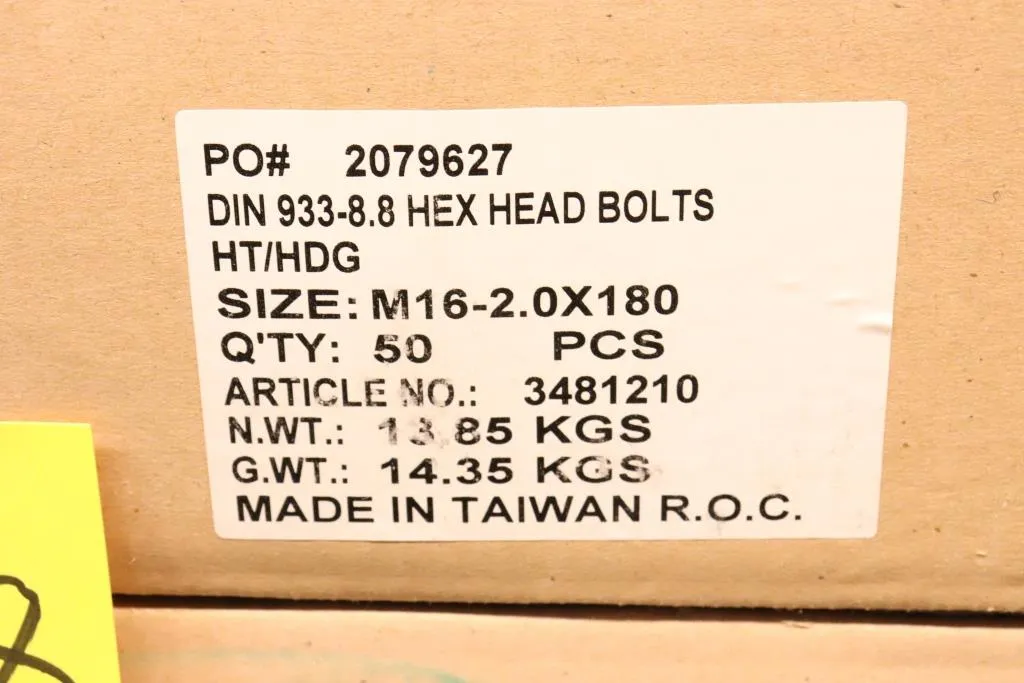 PO# 2079627
DIN 933-8.8 HEX HEAD BOLTS
HT/HDG
SIZE: M16-2.0X180
Q'TY: 50 PCS
ARTICLE NO.: 3481210
N.WT.: 13.85 KGS
G.WT.: 14.35 KGS
MADE IN TAIWAN R.O.C.